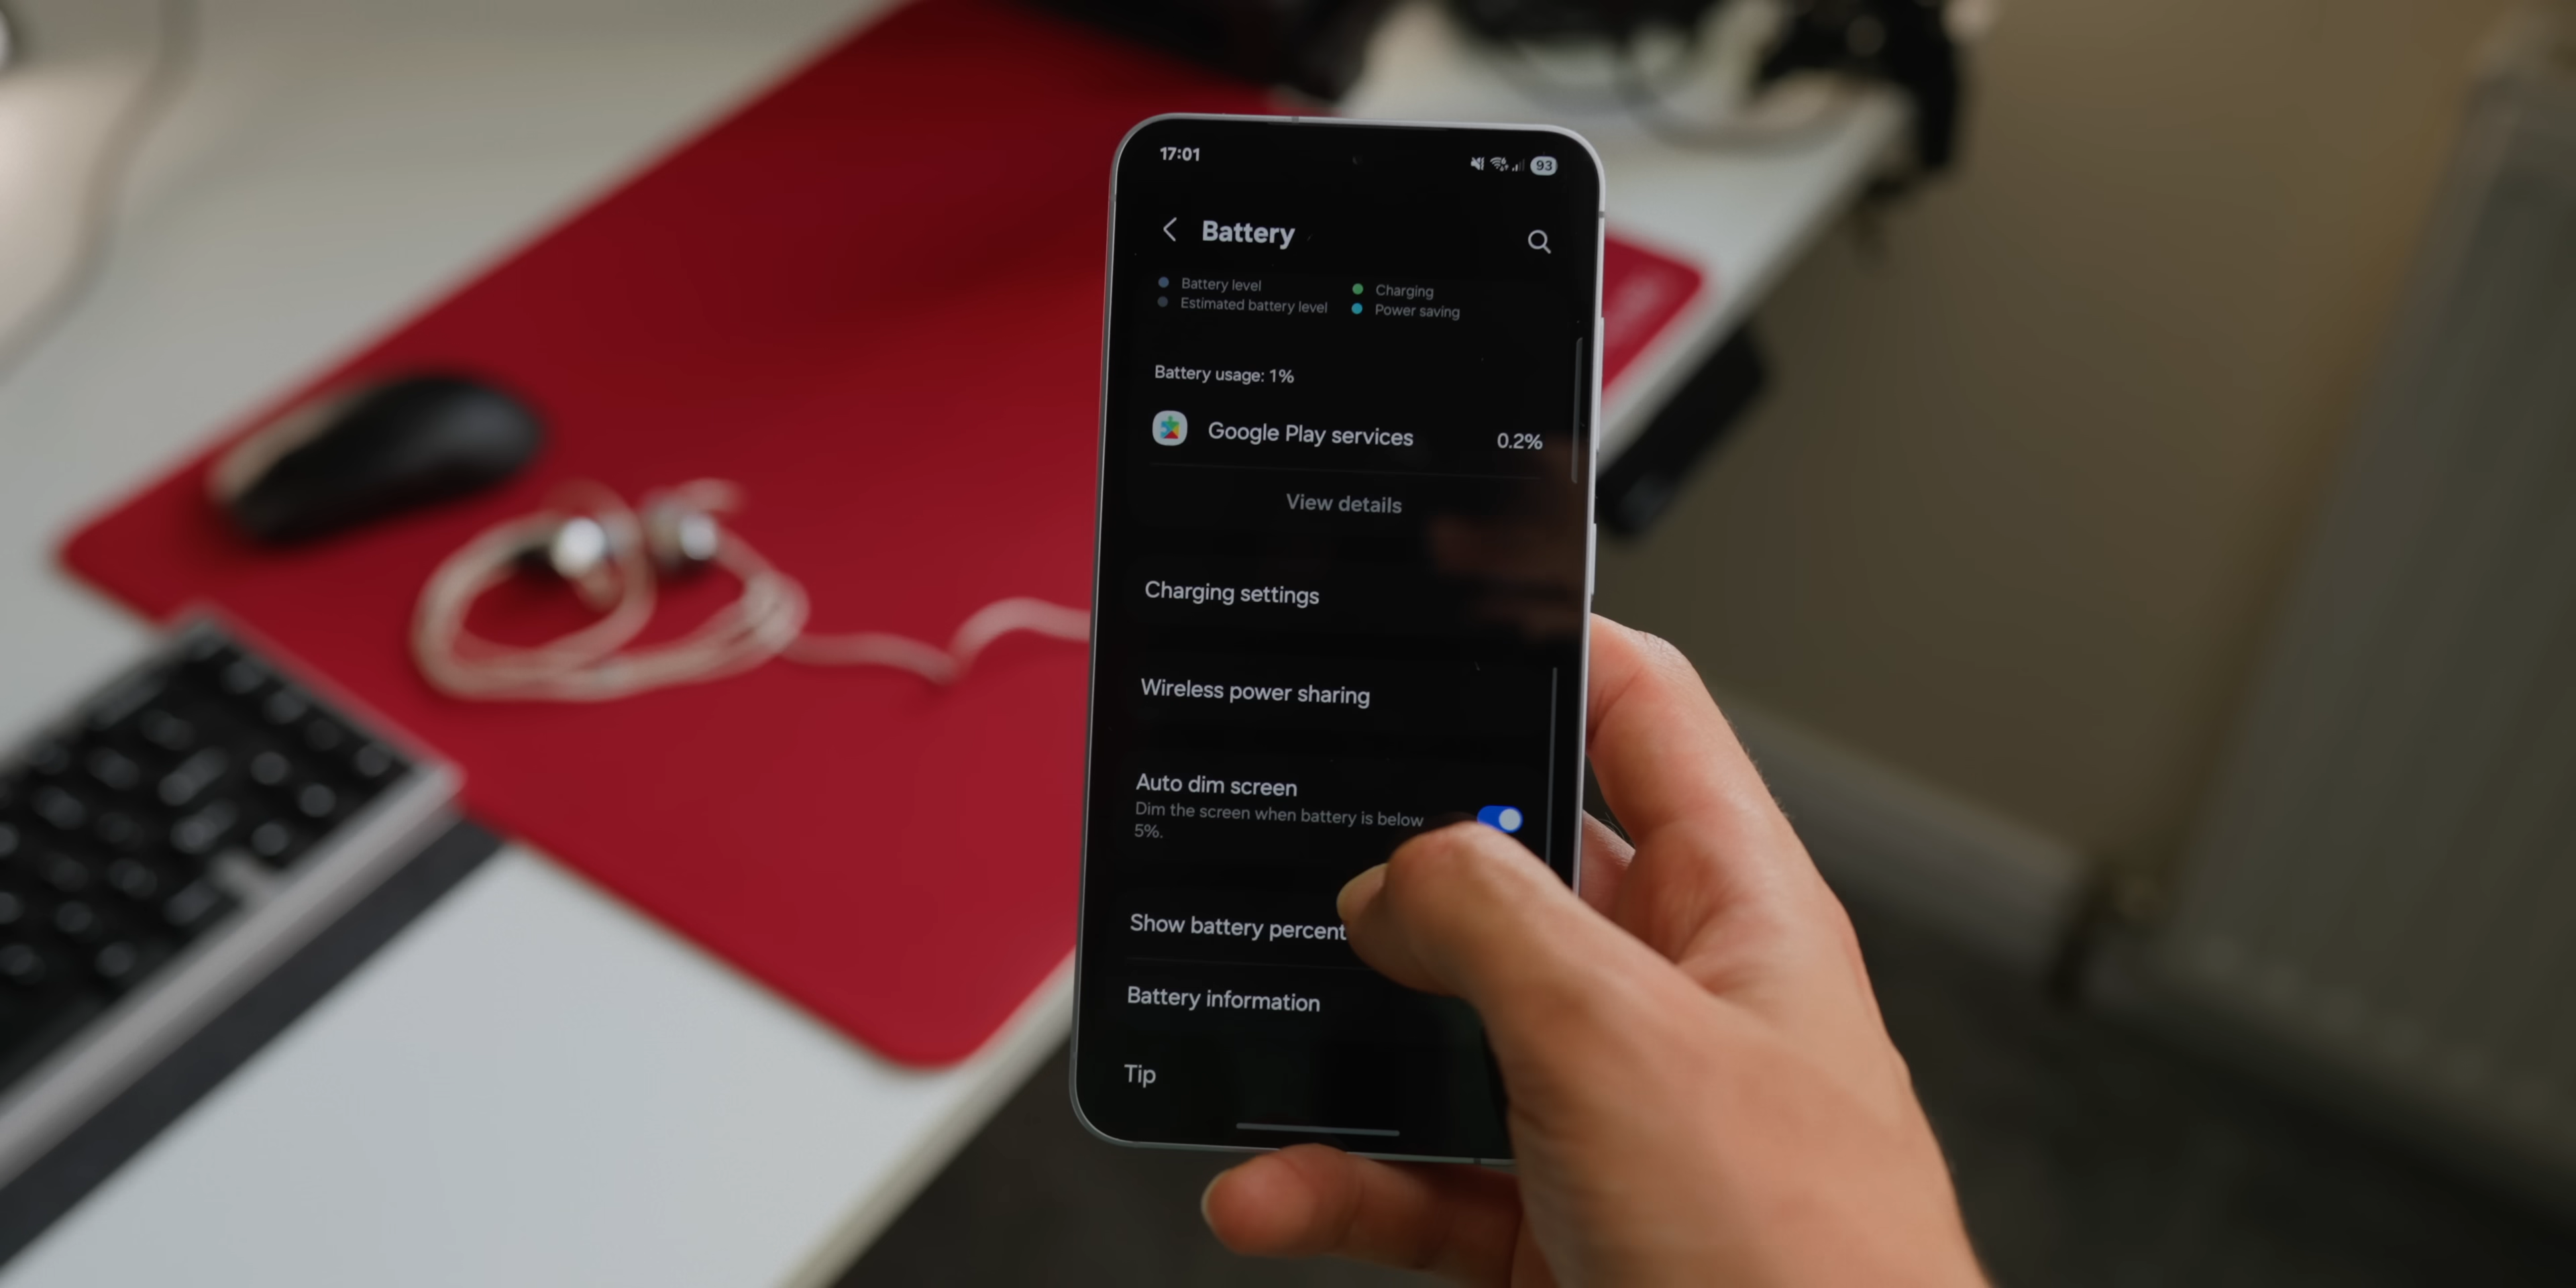 17:01
93
Battery
Battery level
Charging
Estimated battery level
Power saving
Battery usage: 1%
Google Play services
0.2%
View details
Charging settings
Wireless power sharing
Auto dim screen
Dim the screen when battery is below
5%.
Show battery percent
Battery information
Tip